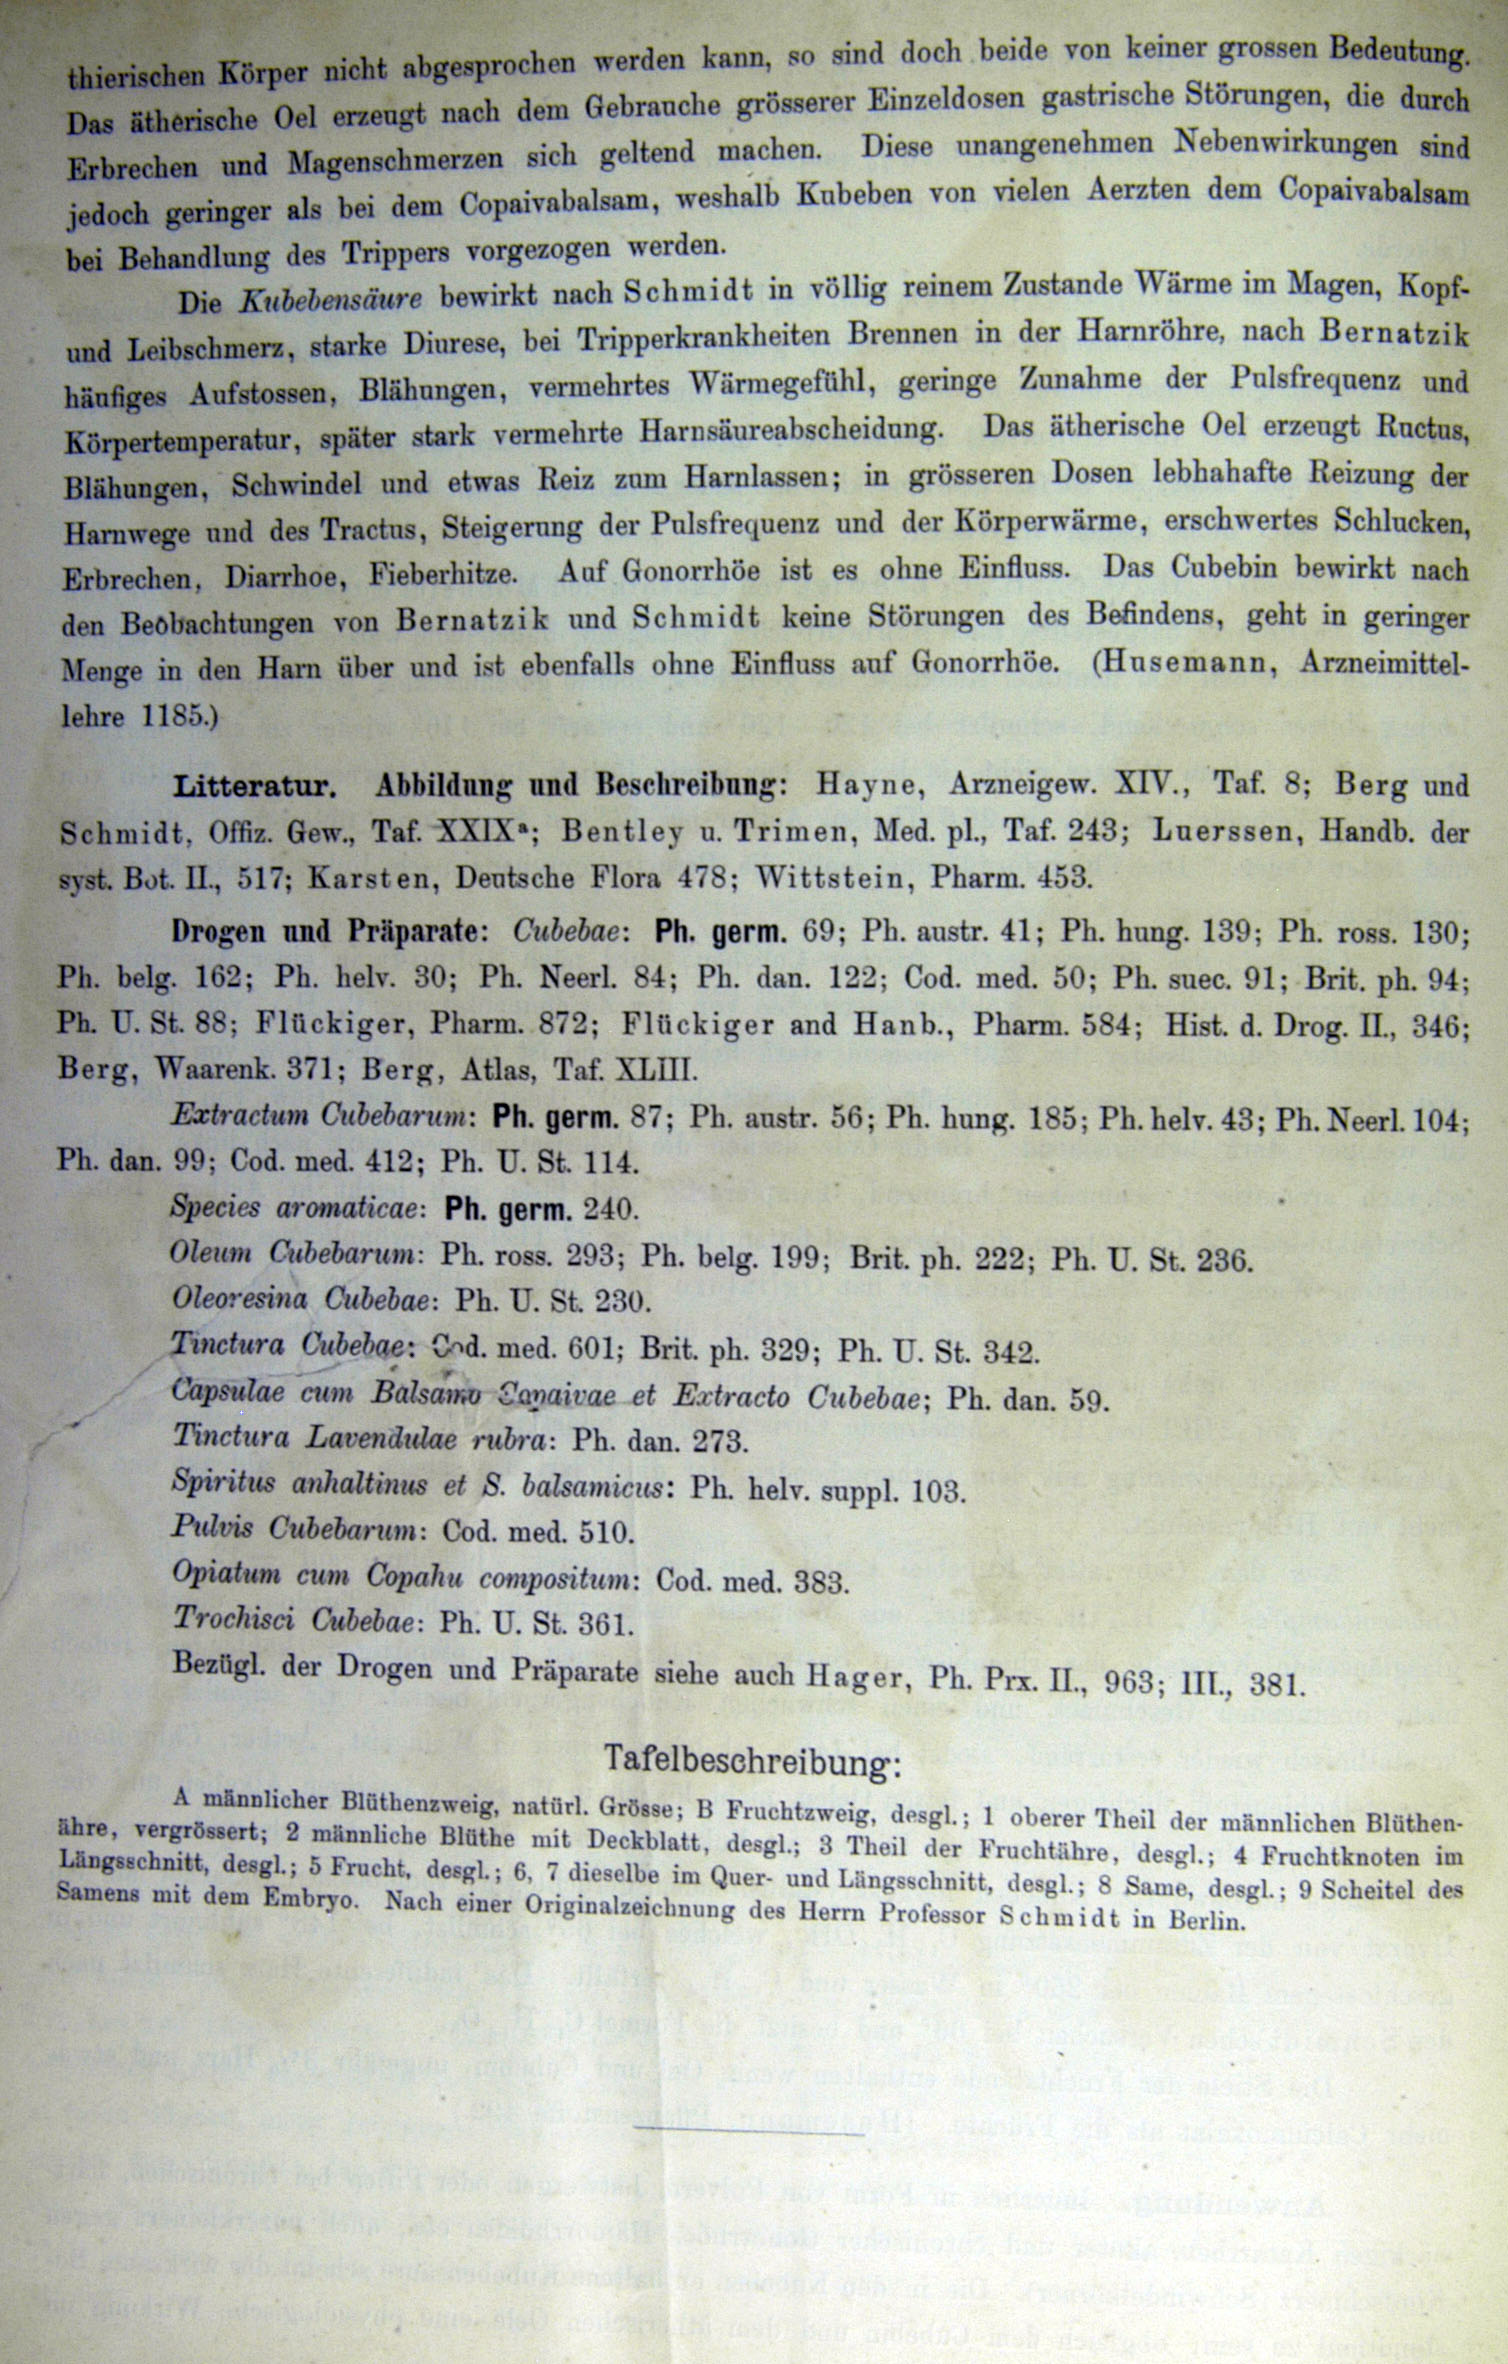 thierischen Körper nicht abgesprochen werden kann, so sind doch beide von keiner grossen Bedeutung.
Das ätherische Oel erzeugt nach dem Gebrauche grösserer Einzeldosen gastrische Störungen, die durch
Erbrechen und Magenschmerzen sich geltend machen. Diese unangenehmen Nebenwirkungen sind
jedoch geringer als bei dem Copaivabalsam, weshalb Kubeben von vielen Aerzten dem Copaivabalsam
bei Behandlung des Trippers vorgezogen werden.
Die Kubebensäure bewirkt nach Schmidt in völlig reinem Zustande Wärme im Magen, Kopf-
und Leibschmerz, starke Diurese, bei Tripperkrankheiten Brennen in der Harnröhre, nach Bernatzik
häufiges Aufstossen, Blähungen, vermehrtes Wärmegefühl, geringe Zunahme der Pulsfrequenz und
Körpertemperatur, später stark vermehrte Harnsäureabscheidung. Das ätherische Oel erzeugt Ructus,
Blähungen, Schwindel und etwas Reiz zum Harnlassen; in grösseren Dosen lebhahafte Reizung der
Harnwege und des Tractus, Steigerung der Pulsfrequenz und der Körperwärme, erschwertes Schlucken,
Erbrechen, Diarrhoe, Fieberhitze. Auf Gonorrhöe ist es ohne Einfluss. Das Cubebin bewirkt nach
den Beobachtungen von Bernatzik und Schmidt keine Störungen des Befindens, geht in geringer
Menge in den Harn über und ist ebenfalls ohne Einfluss auf Gonorrhöe. (Husemann, Arzneimittel-
lehre 1185.)
Litteratur. Abbildung und Beschreibung: Hayne, Arzneigew. XIV., Taf. 8; Berg und
Schmidt, Offiz. Gew., Taf. XXIXª; Bentley u. Trimen, Med. pl., Taf. 243; Luerssen, Handb. der
syst. Bot. II., 517; Karsten, Deutsche Flora 478; Wittstein, Pharm. 453.
Drogen und Präparate: Cubebae: Ph. germ. 69; Ph. austr. 41; Ph. hung. 139; Ph. ross. 130;
Ph. belg. 162; Ph. helv. 30; Ph. Neerl. 84; Ph. dan. 122; Cod. med. 50; Ph. suec. 91; Brit. ph. 94;
Ph. U. St. 88; Flückiger, Pharm. 872; Flückiger and Hanb., Pharm. 584; Hist. d. Drog. II., 346;
Berg, Waarenk. 371; Berg, Atlas, Taf. XLIII.
Extractum Cubebarum: Ph. germ. 87; Ph. austr. 56; Ph. hung. 185; Ph. helv. 43; Ph. Neerl. 104;
Ph. dan. 99; Cod. med. 412; Ph. U. St. 114.
Species aromaticae: Ph. germ. 240.
Oleum Cubebarum: Ph. ross. 293; Ph. belg. 199; Brit. ph. 222; Ph. U. St. 236.
Oleoresina Cubebae: Ph. U. St. 230.
Tinctura Cubebae: Cod. med. 601; Brit. ph. 329; Ph. U. St. 342.
Capsulae cum Balsamo Copaivae et Extracto Cubebae; Ph. dan. 59.
Tinctura Lavendulae rubra: Ph. dan. 273.
Spiritus anhaltinus et S. balsamicus: Ph. helv. suppl. 103.
Pulvis Cubebarum: Cod. med. 510.
Opiatum cum Copahu compositum: Cod. med. 383.
Trochisci Cubebae: Ph. U. St. 361.
Bezügl. der Drogen und Präparate siehe auch Hager, Ph. Prx. II., 963; III., 381.
Tafelbeschreibung:
A männlicher Blüthenzweig, natürl. Grösse; B Fruchtzweig, desgl.; 1 oberer Theil der männlichen Blüthen-
ähre, vergrössert; 2 männliche Blüthe mit Deckblatt, desgl.; 3 Theil der Fruchtähre, desgl.; 4 Fruchtknoten im
Längsschnitt, desgl.; 5 Frucht, desgl.; 6, 7 dieselbe im Quer- und Längsschnitt, desgl.; 8 Same, desgl.; 9 Scheitel des
Samens mit dem Embryo. Nach einer Originalzeichnung des Herrn Professor Schmidt in Berlin.